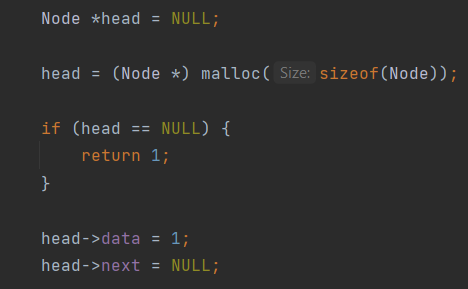 Node *head = NULL;
head = (Node *) malloc( Size: sizeof(Node));
if (head == NULL) {
return 1;
}
head->data = 1;
head->next = NULL;